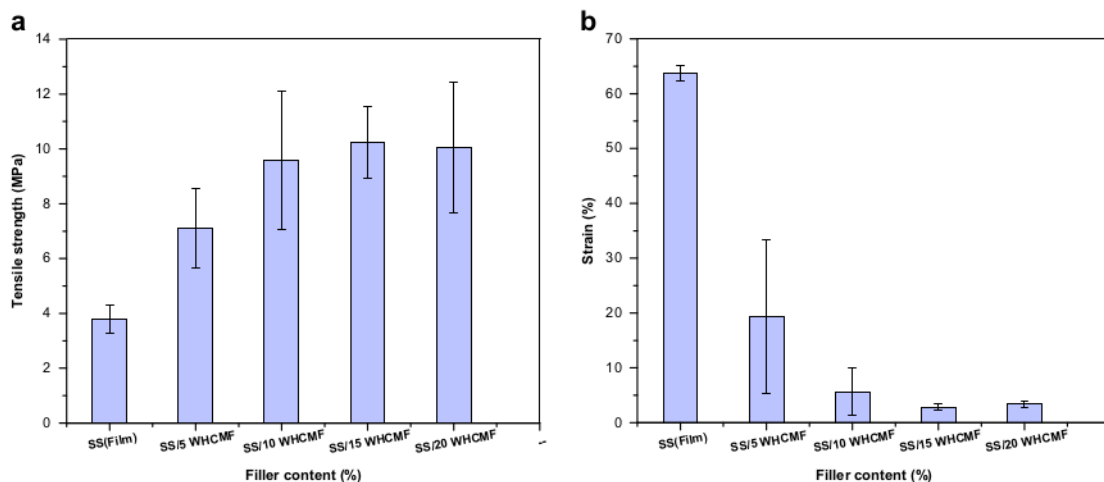 a
Tensile strength (MPa)
14
12
10
8
6
4
2
0
SS(Film)
SS/5 WHCMF
SS/10 WHCMF
SS/15 WHCMF
SS/20 WHCMF
--
Filler content (%)
b
Strain (%)
70
60
50
40
30
20
10
0
SS(Film)
SS/5 WHCMF
SS/10 WHCMF
SS/15 WHCMF
SS/20 WHCMF
Filler content (%)